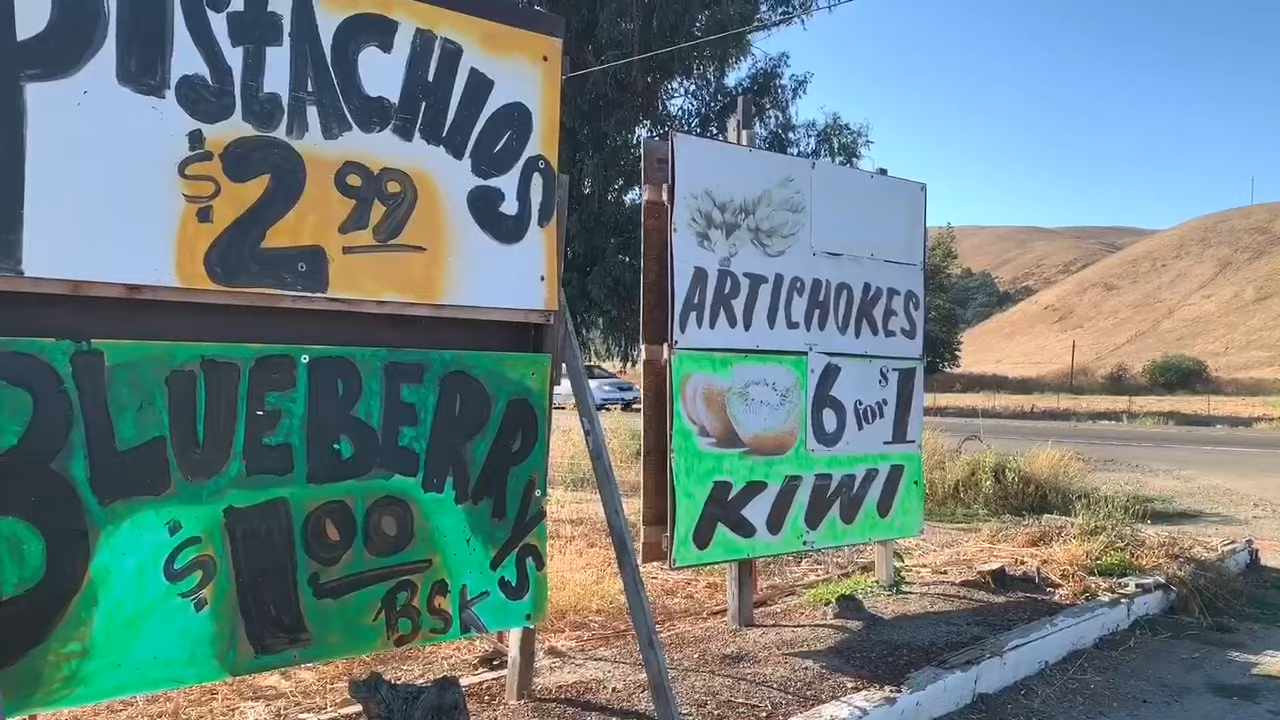 PISTACHIOS
$2.99
BLUEBERRYS
$1.00
BSK
ARTICHOKES
6 for $1
KIWI